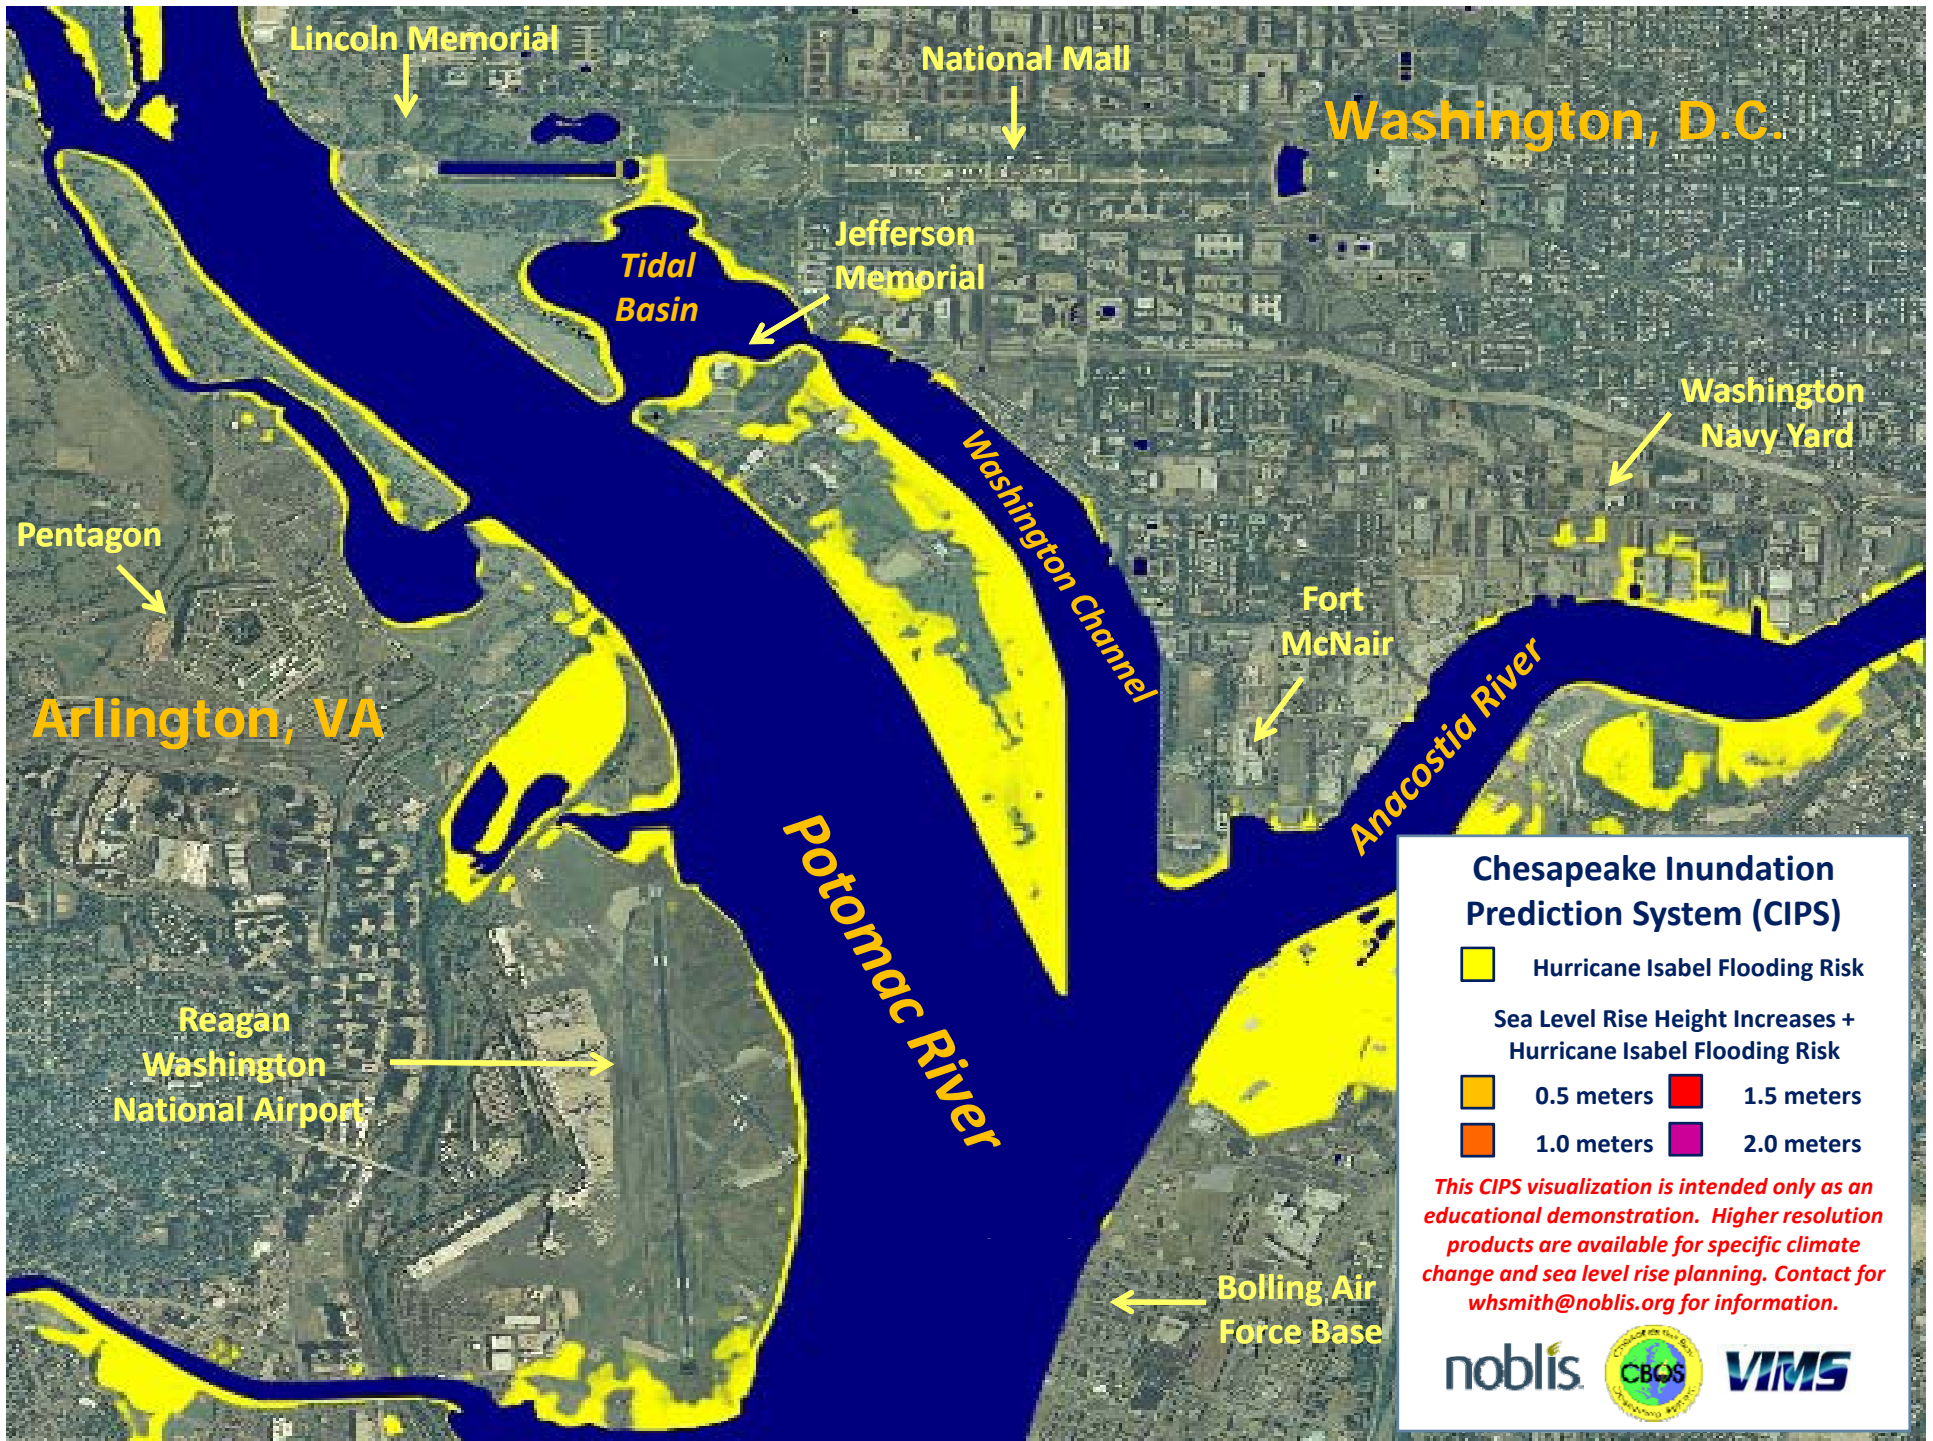 Lincoln Memorial
National Mall
Washington, D.C.
Jefferson
Memorial
Tidal
Basin
Washington
Navy Yard
Washington Channel
Pentagon
Fort
McNair
Arlington, VA
Anacostia River
Potomac River
Reagan
Washington
National Airport
Bolling Air
Force Base
Chesapeake Inundation
Prediction System (CIPS)
Hurricane Isabel Flooding Risk
Sea Level Rise Height Increases +
Hurricane Isabel Flooding Risk
0.5 meters 1.5 meters
1.0 meters 2.0 meters
This CIPS visualization is intended only as an
educational demonstration. Higher resolution
products are available for specific climate
change and sea level rise planning. Contact for
whsmith@noblis.org for information.
noblis
CBOS
VIMS